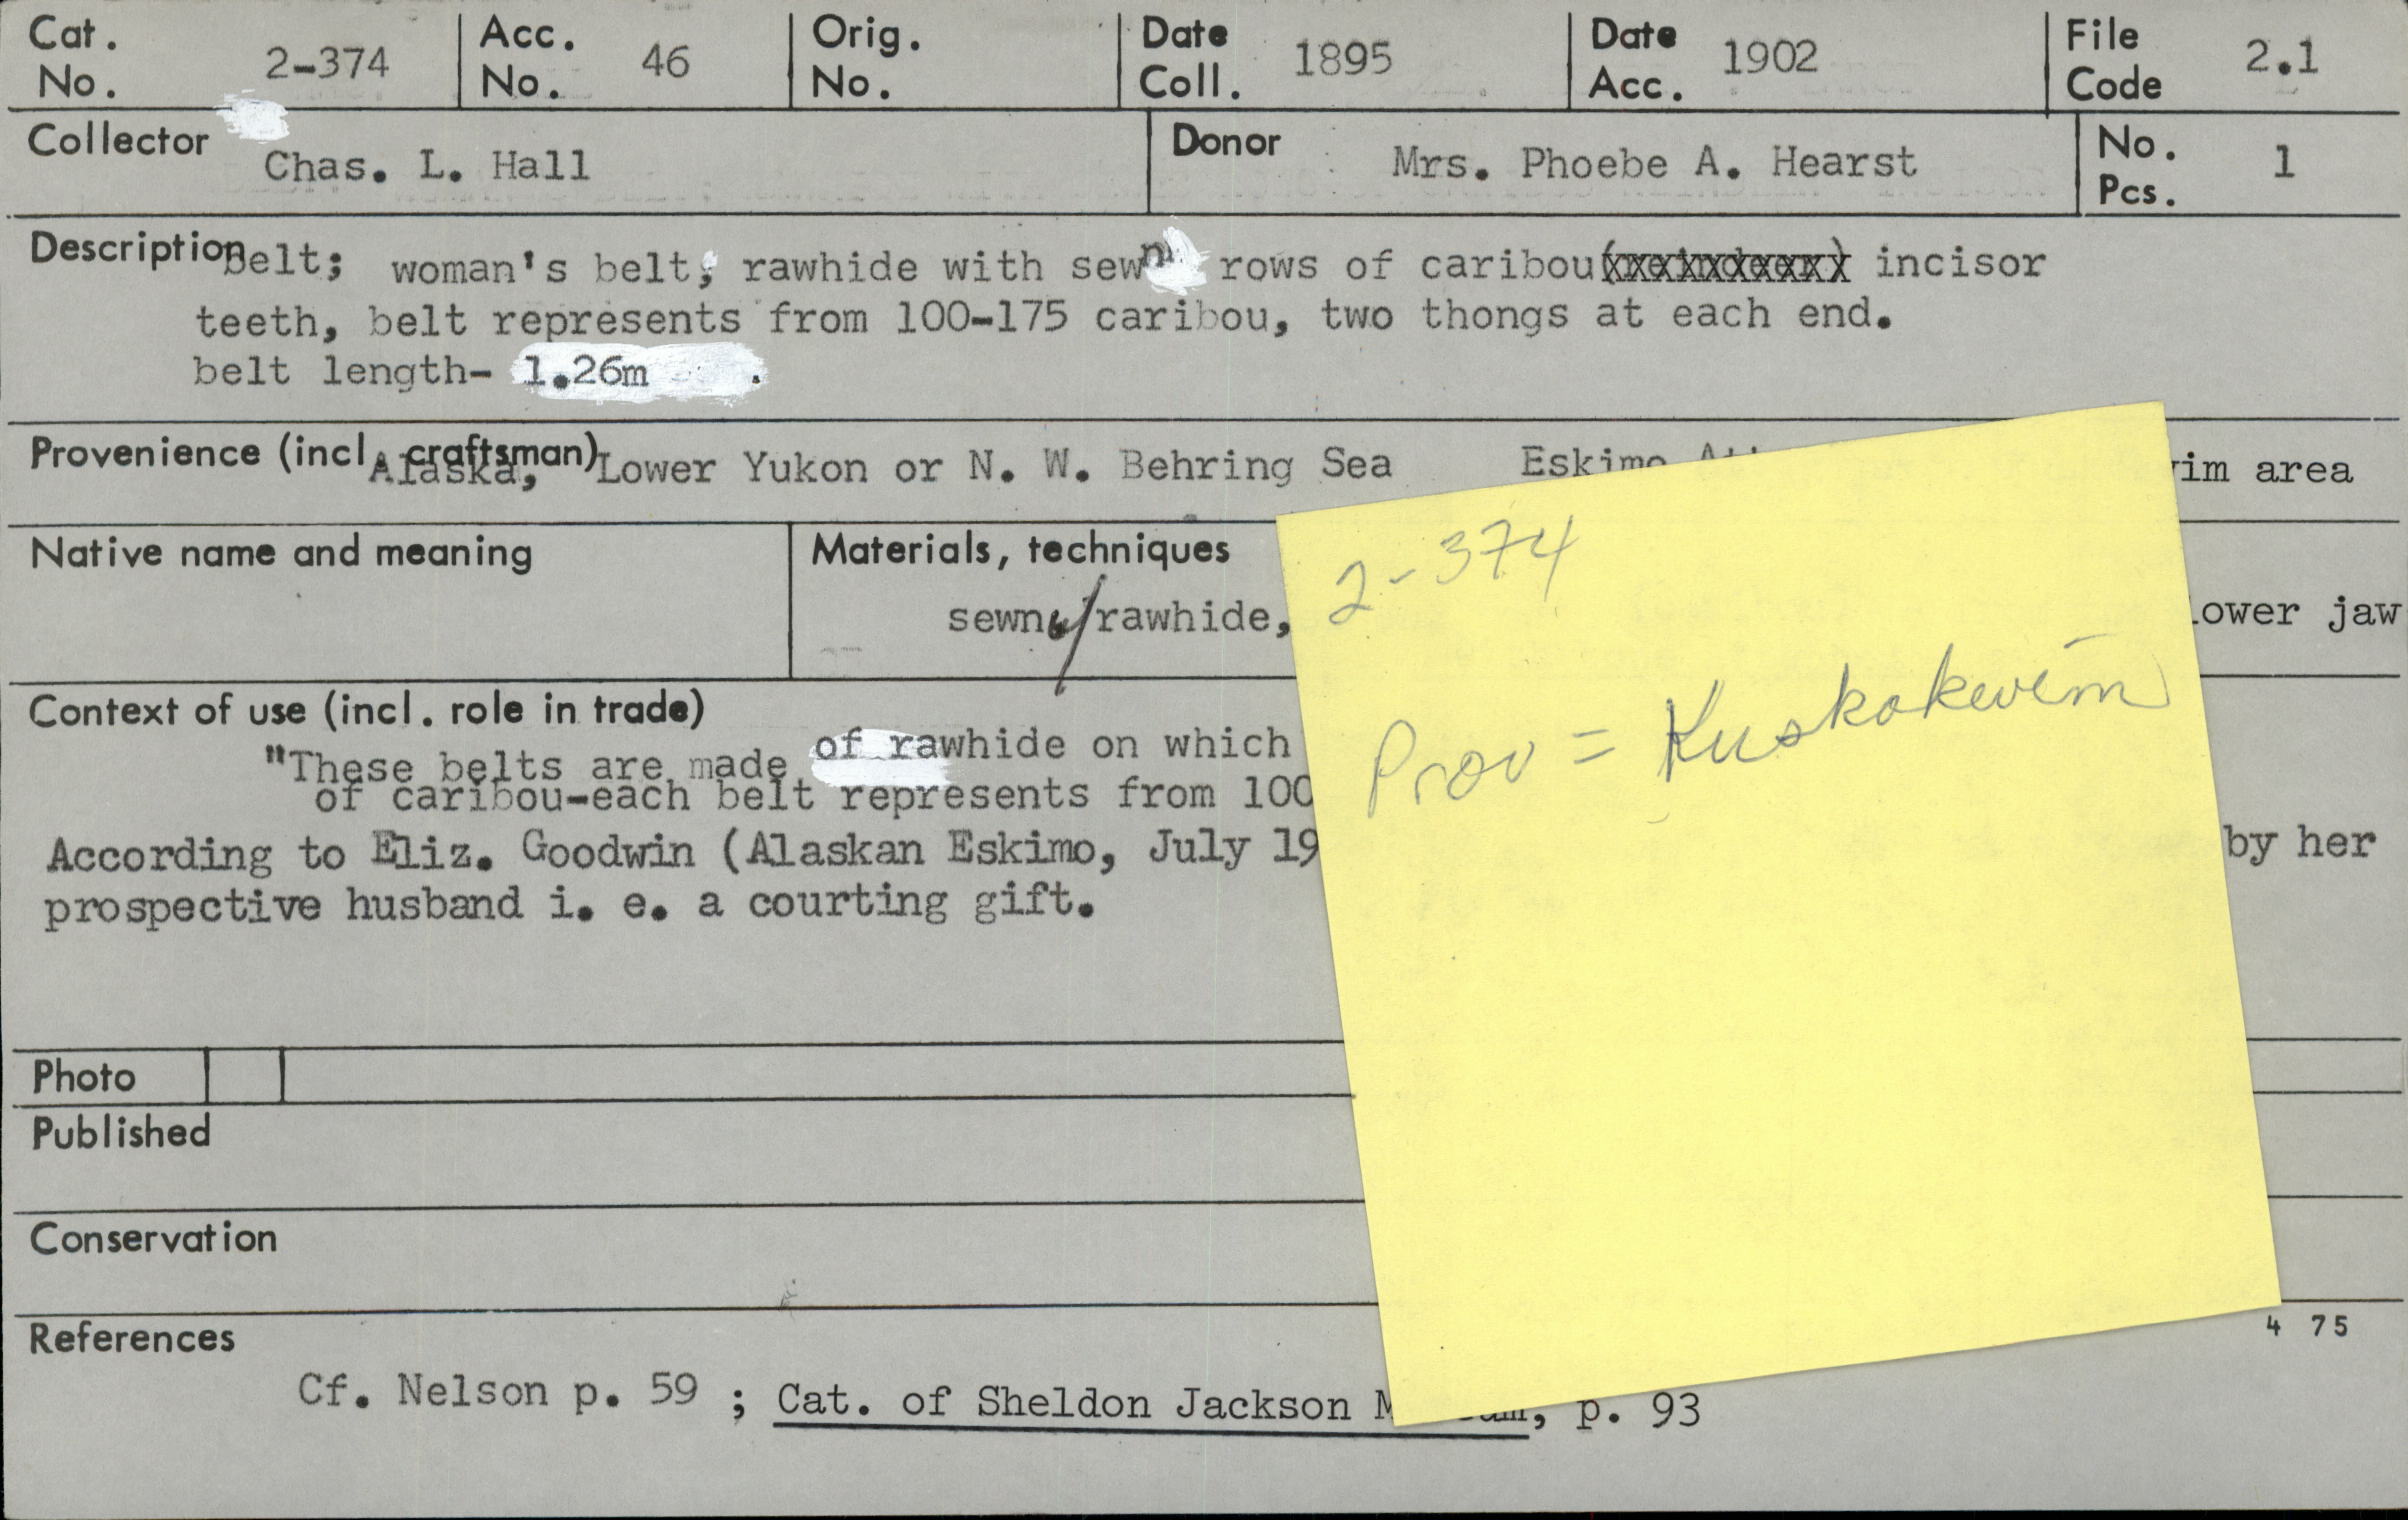 Cat. No. 2-374 Acc. No. 46 Orig. No. Date Coll. 1895 Date Acc. 1902 File Code 2.1
Collector Chas. L. Hall Donor Mrs. Phoebe A. Hearst No. Pcs. 1
Description belt; woman's belt; rawhide with sewn rows of caribou (reindeer) incisor
teeth, belt represents from 100-175 caribou, two thongs at each end.
belt length- 1.26m .
Provenience (incl. craftsman) Alaska, Lower Yukon or N. W. Behring Sea Eskimo area
Native name and meaning Materials, techniques
sewn w/ rawhide, lower jaw
2-374
Prov = Kuskokwim
Context of use (incl. role in trade)
"These belts are made of rawhide on which
of caribou-each belt represents from 100
According to Eliz. Goodwin (Alaskan Eskimo, July 19 by her
prospective husband i. e. a courting gift.
Photo
Published
Conservation
References
4 75
Cf. Nelson p. 59 ; Cat. of Sheldon Jackson , p. 93